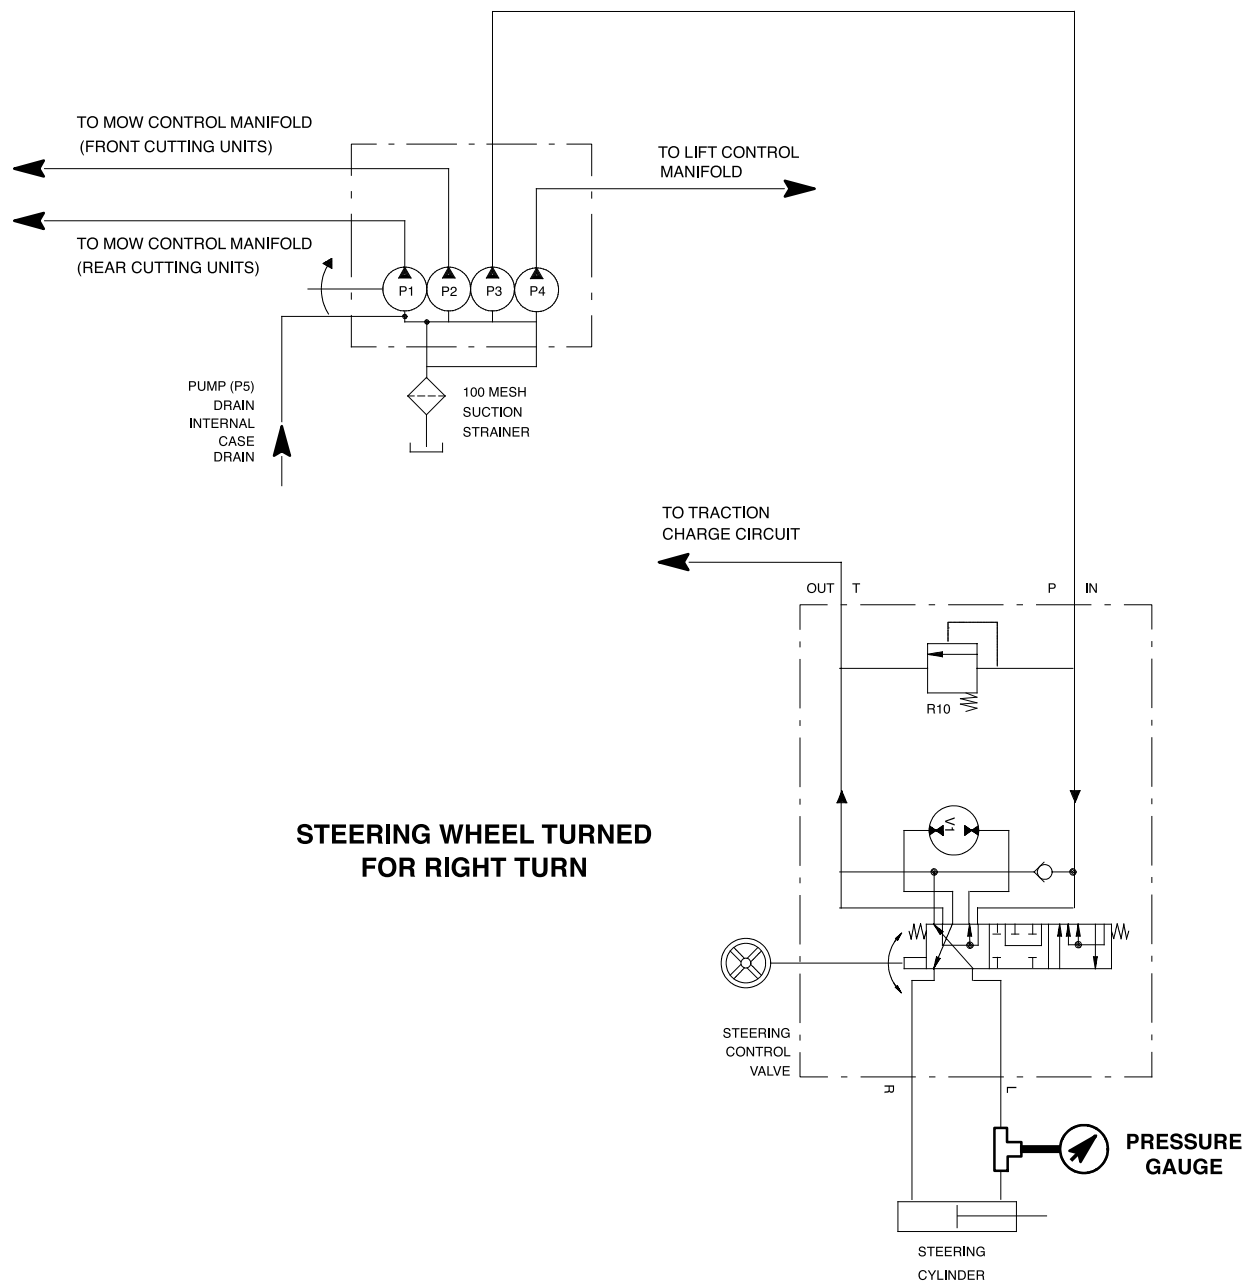 TO MOW CONTROL MANIFOLD
(FRONT CUTTING UNITS)
TO LIFT CONTROL
MANIFOLD
TO MOW CONTROL MANIFOLD
(REAR CUTTING UNITS)
P1
P2
P3
P4
PUMP (P5)
DRAIN
INTERNAL
CASE
DRAIN
100 MESH
SUCTION
STRAINER
TO TRACTION
CHARGE CIRCUIT
OUT
T
P
IN
R10
V1
STEERING WHEEL TURNED
FOR RIGHT TURN
STEERING
CONTROL
VALVE
R
L
PRESSURE
GAUGE
STEERING
CYLINDER